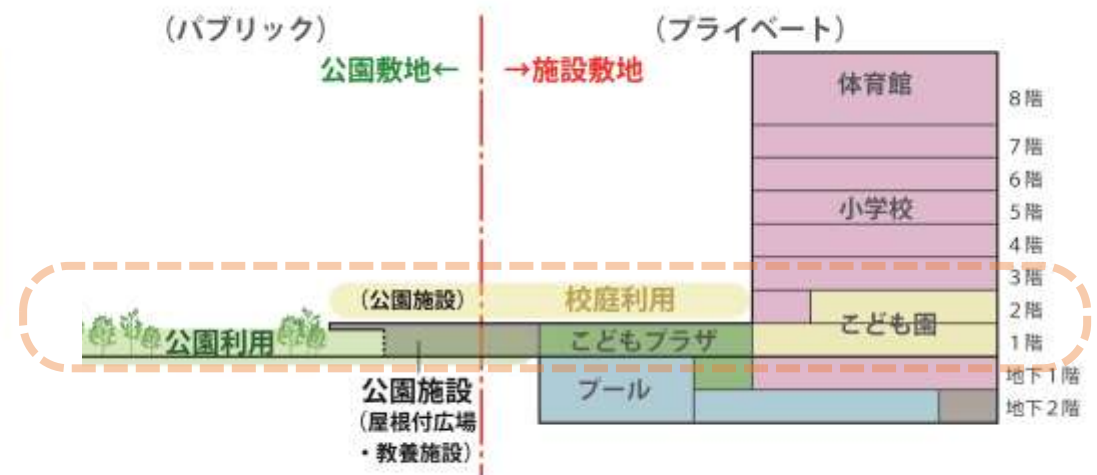 （パブリック）
（プライベート）
公園敷地←
→施設敷地
体育館
8階
7階
6階
小学校
5階
4階
3階
（公園施設）
校庭利用
2階
こども園
公園利用
こどもプラザ
1階
公園施設
（屋根付広場
・教養施設）
プール
地下1階
地下2階